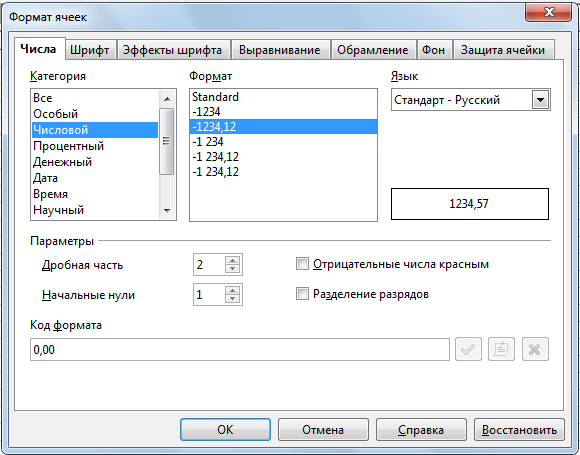 Формат ячеек
Числа Шрифт Эффекты шрифта Выравнивание Обрамление Фон Защита ячейки
Категория
Все
Особый
Числовой
Процентный
Денежный
Дата
Время
Научный
Формат
Standard
-1234
-1234,12
-1 234
-1 234,12
-1 234,12
Язык
Стандарт - Русский
1234,57
Параметры
Дробная часть 2 Отрицательные числа красным
Начальные нули 1 Разделение разрядов
Код формата
0,00
OK Отмена Справка Восстановить